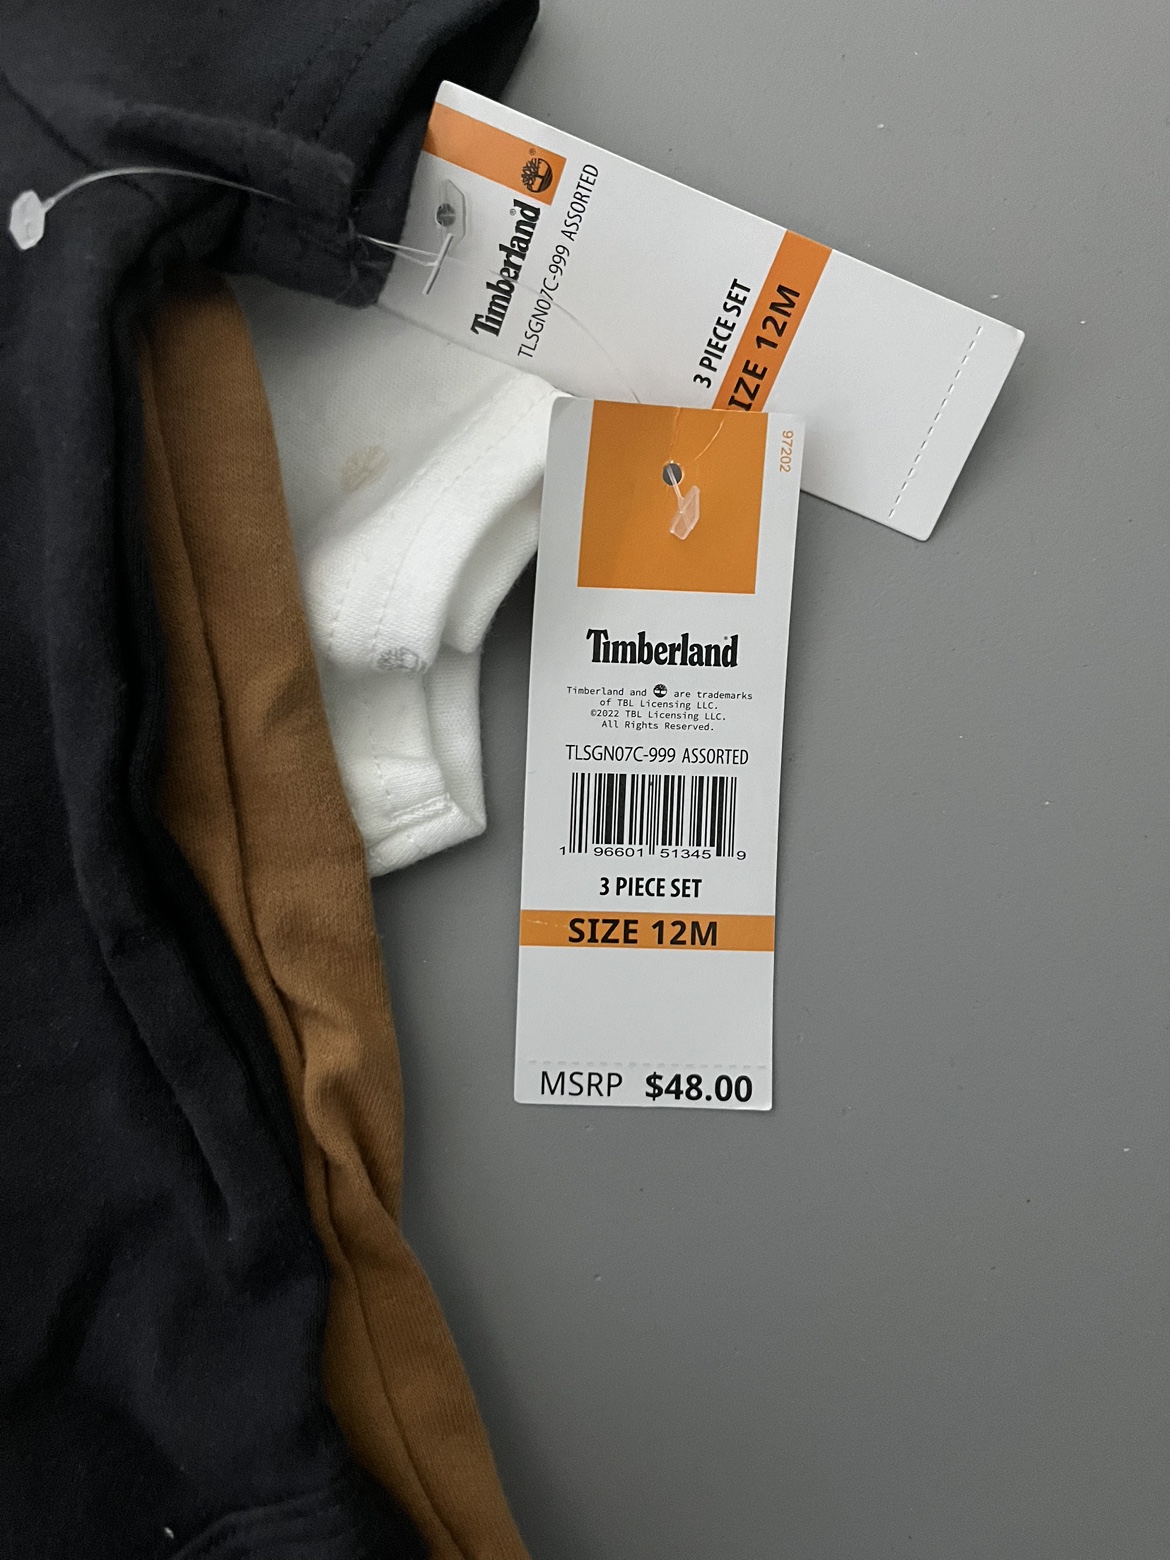 Timberland®
TLSGN07C-999 ASSORTED
3 PIECE SET
IZE 12M
97202
Timberland
Timberland and are trademarks
of TBL Licensing LLC.
©2022 TBL Licensing LLC.
All Rights Reserved.
TLSGN07C-999 ASSORTED
1 96601 51345 9
3 PIECE SET
SIZE 12M
MSRP $48.00